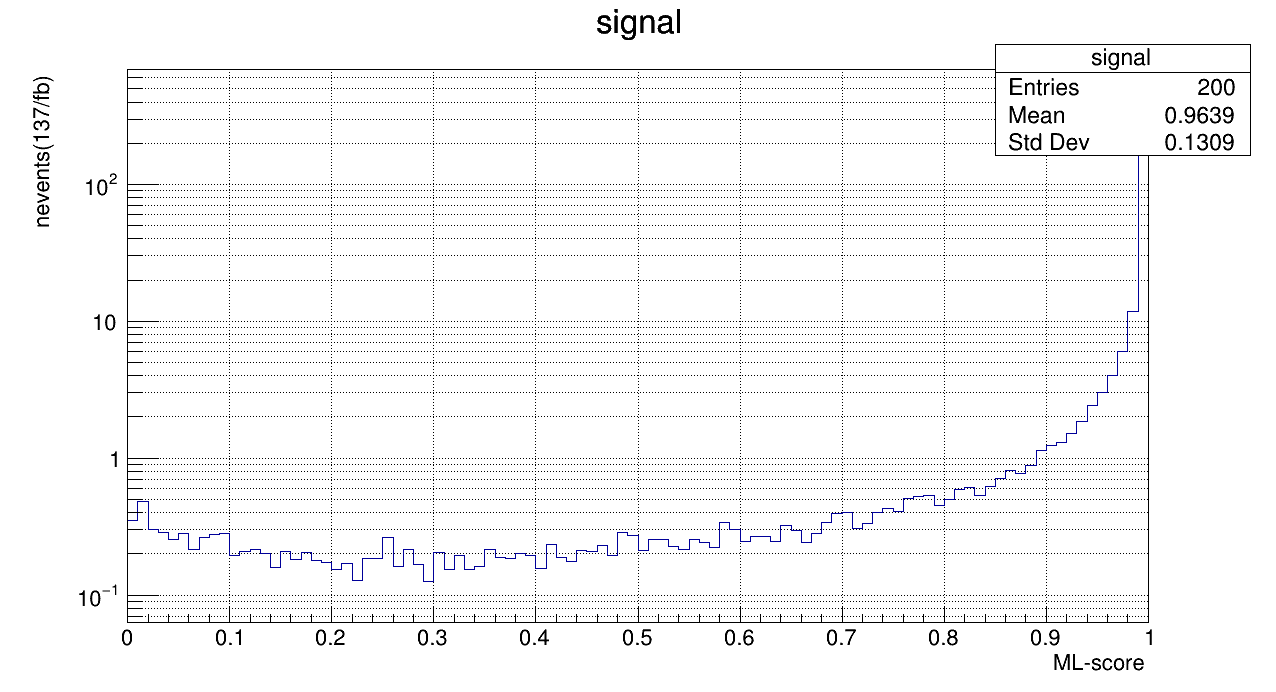 signal
nevents(137/fb)
signal
Entries 200
Mean 0.9639
Std Dev 0.1309
10²
10
1
10⁻¹
0 0.1 0.2 0.3 0.4 0.5 0.6 0.7 0.8 0.9 1
ML-score